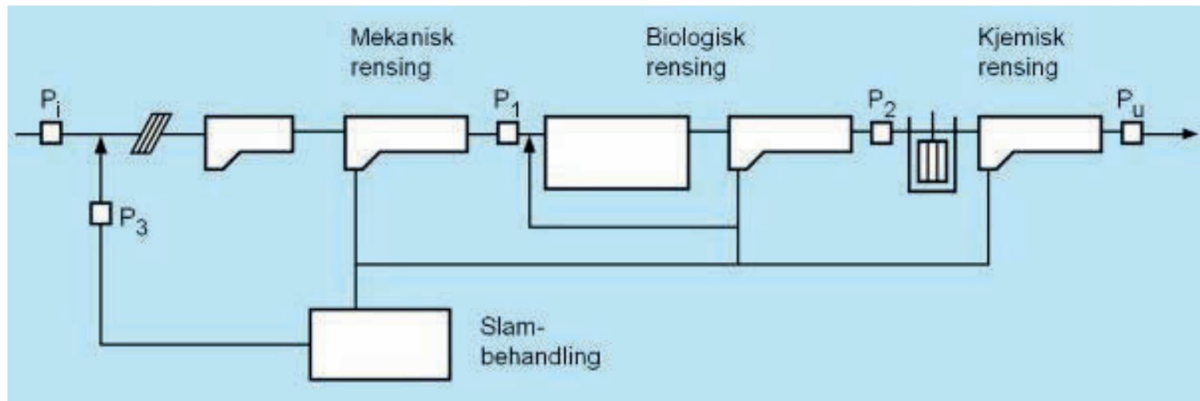 Mekanisk
rensing
Biologisk
rensing
Kjemisk
rensing
Pi
P1
P2
Pu
P3
Slam-
behandling